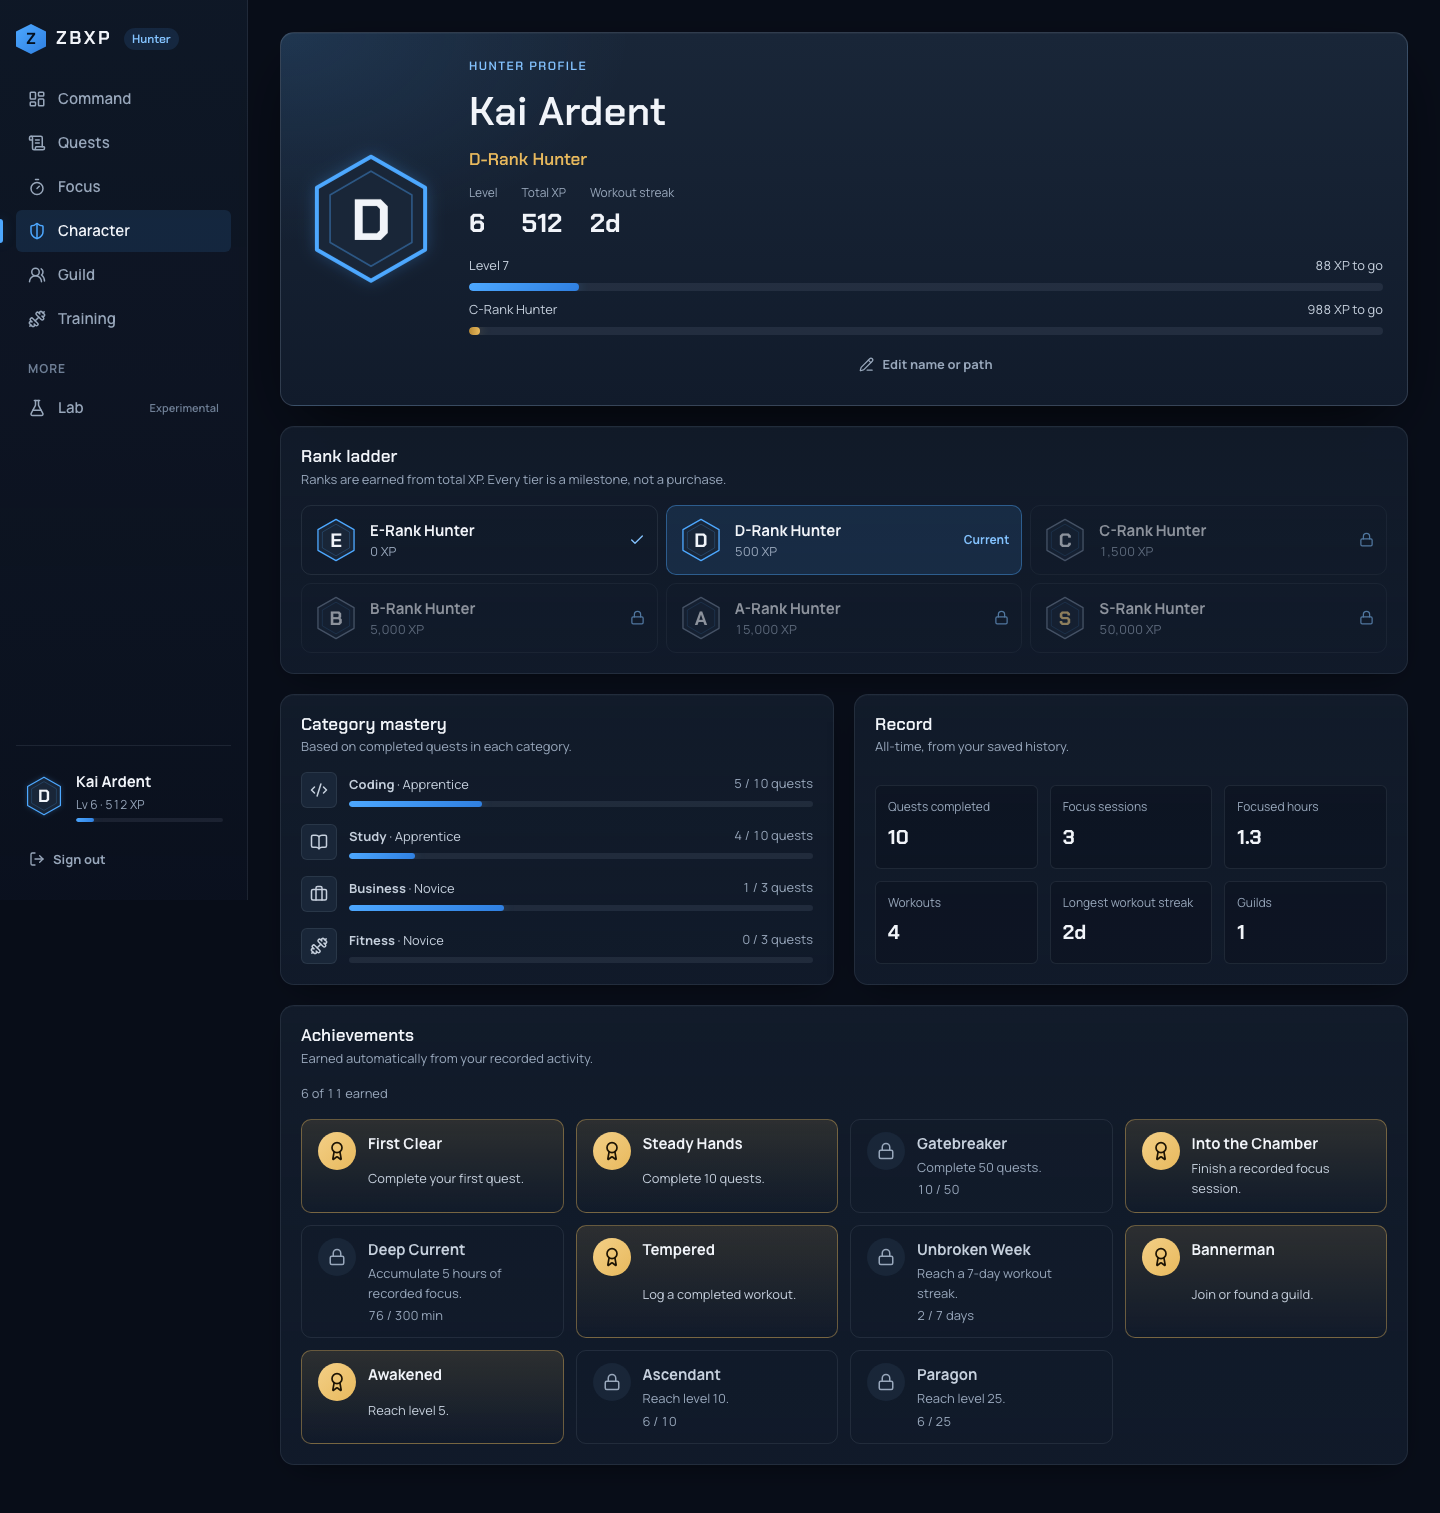 Z ZBXP Hunter
Command
Quests
Focus
Character
Guild
Training
MORE
Lab Experimental
D Kai Ardent
Lv 6 · 512 XP
Sign out
HUNTER PROFILE
Kai Ardent
D-Rank Hunter
D
Level Total XP Workout streak
6 512 2d
Level 7 88 XP to go
C-Rank Hunter 988 XP to go
Edit name or path
Rank ladder
Ranks are earned from total XP. Every tier is a milestone, not a purchase.
E E-Rank Hunter
0 XP
D D-Rank Hunter
500 XP
Current
C C-Rank Hunter
1,500 XP
B B-Rank Hunter
5,000 XP
A A-Rank Hunter
15,000 XP
S S-Rank Hunter
50,000 XP
Category mastery
Based on completed quests in each category.
Coding · Apprentice 5 / 10 quests
Study · Apprentice 4 / 10 quests
Business · Novice 1 / 3 quests
Fitness · Novice 0 / 3 quests
Record
All-time, from your saved history.
Quests completed
10
Focus sessions
3
Focused hours
1.3
Workouts
4
Longest workout streak
2d
Guilds
1
Achievements
Earned automatically from your recorded activity.
6 of 11 earned
First Clear
Complete your first quest.
Steady Hands
Complete 10 quests.
Gatebreaker
Complete 50 quests.
10 / 50
Into the Chamber
Finish a recorded focus
session.
Deep Current
Accumulate 5 hours of
recorded focus.
76 / 300 min
Tempered
Log a completed workout.
Unbroken Week
Reach a 7-day workout
streak.
2 / 7 days
Bannerman
Join or found a guild.
Awakened
Reach level 5.
Ascendant
Reach level 10.
6 / 10
Paragon
Reach level 25.
6 / 25